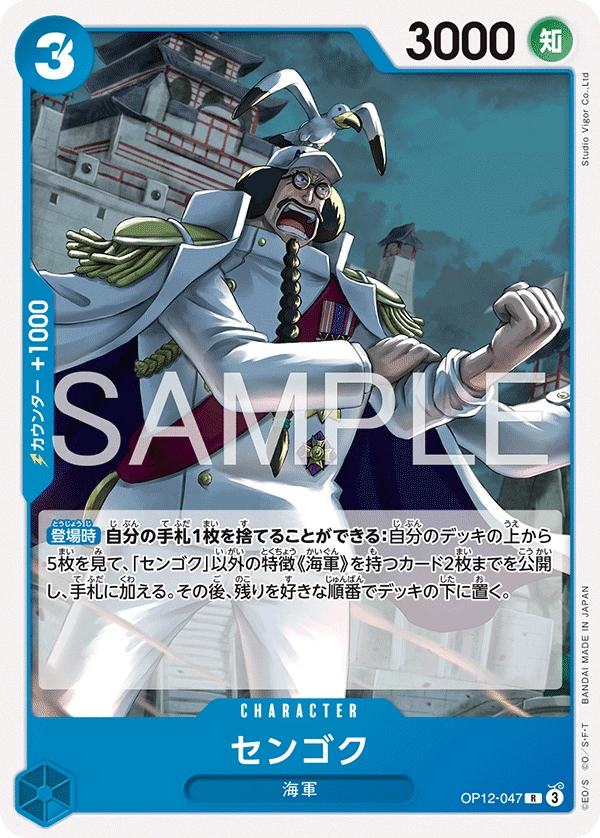 3
3000
知
Studio Vigor Co.,Ltd
カウンター +1000
SAMPLE
登場時 自分の手札1枚を捨てることができる:自分のデッキの上から
5枚を見て、「センゴク」以外の特徴《海軍》を持つカード2枚までを公開
し、手札に加える。その後、残りを好きな順番でデッキの下に置く。
©E.O/S ©O/S・F・T BANDAI MADE IN JAPAN
CHARACTER
センゴク
海軍
OP12-047 R 3